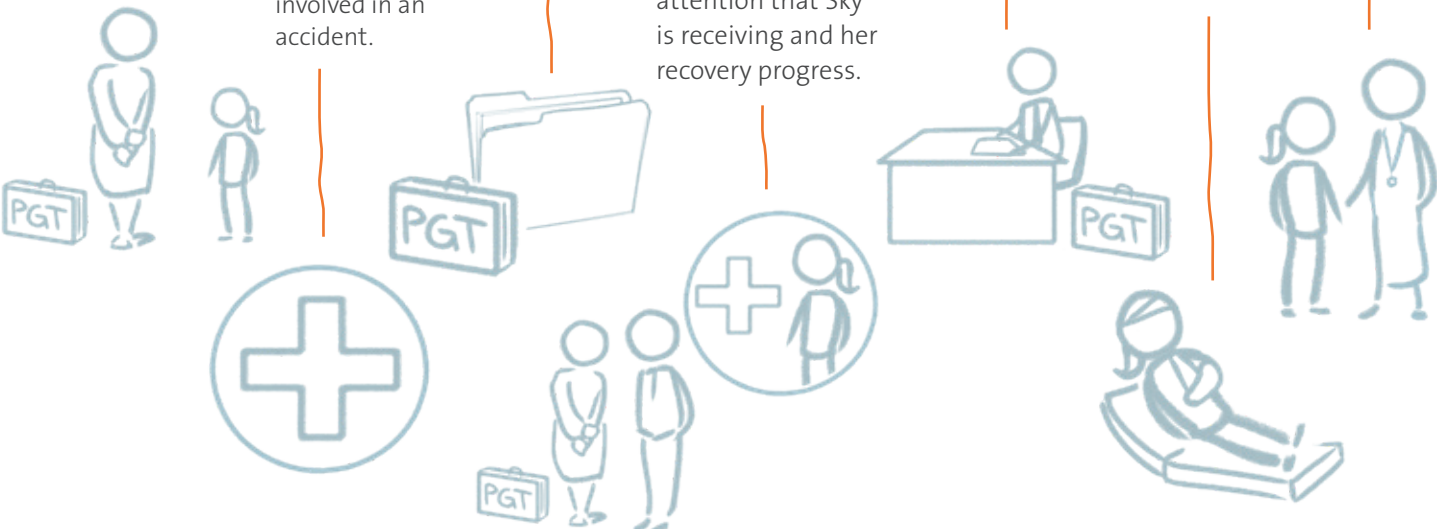 involved in an
accident.
attention that Sky
is receiving and her
recovery progress.
PGT
PGT
PGT
PGT